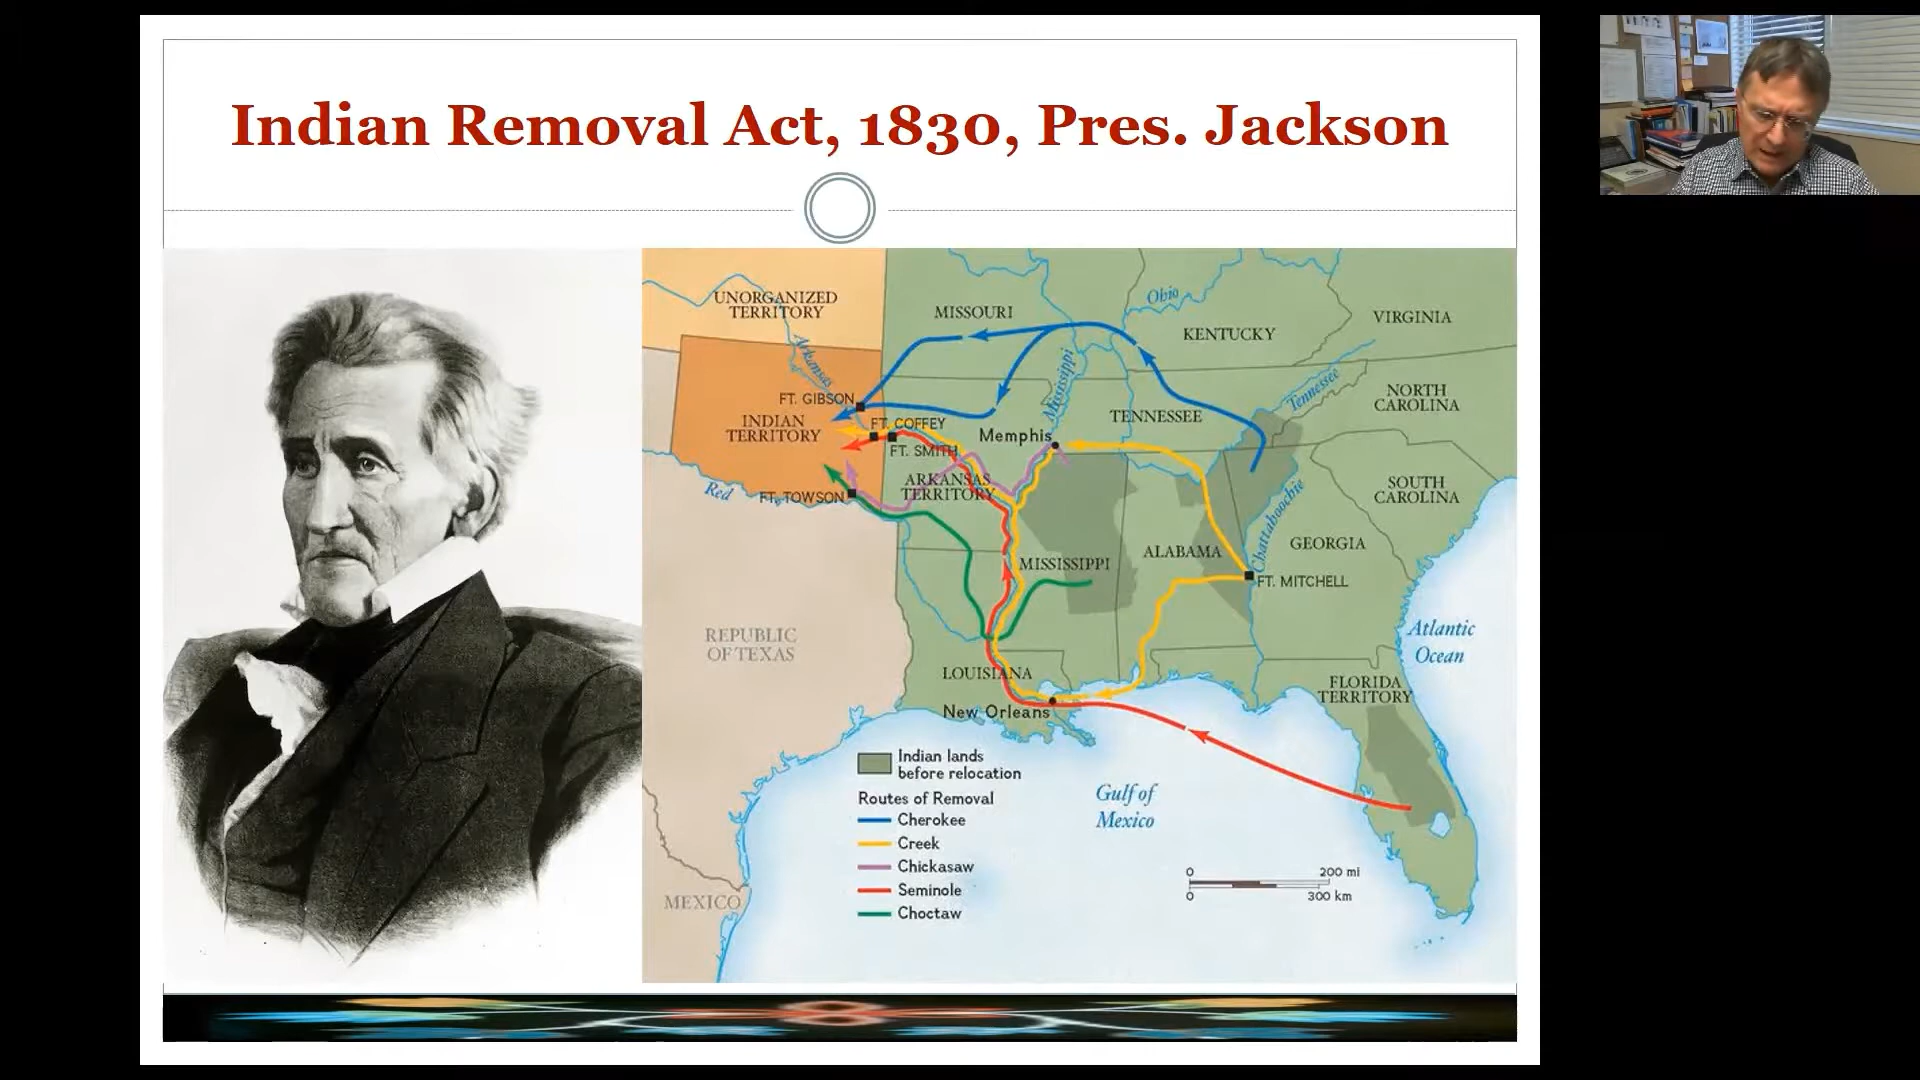 Indian Removal Act, 1830, Pres. Jackson
UNORGANIZED
TERRITORY
MISSOURI
Ohio
KENTUCKY
VIRGINIA
Arkansas
Mississippi
Tennessee
NORTH
CAROLINA
FT. GIBSON
INDIAN
TERRITORY
FT. COFFEY
FT. SMITH
Memphis
TENNESSEE
Red
FT. TOWSON
ARKANSAS
TERRITORY
SOUTH
CAROLINA
Chattahoochie
MISSISSIPPI
ALABAMA
GEORGIA
FT. MITCHELL
REPUBLIC
OF TEXAS
Atlantic
Ocean
LOUISIANA
New Orleans
FLORIDA
TERRITORY
Indian lands
before relocation
Routes of Removal
Cherokee
Creek
Chickasaw
Seminole
Choctaw
Gulf of
Mexico
MEXICO
0 200 mi
0 300 km